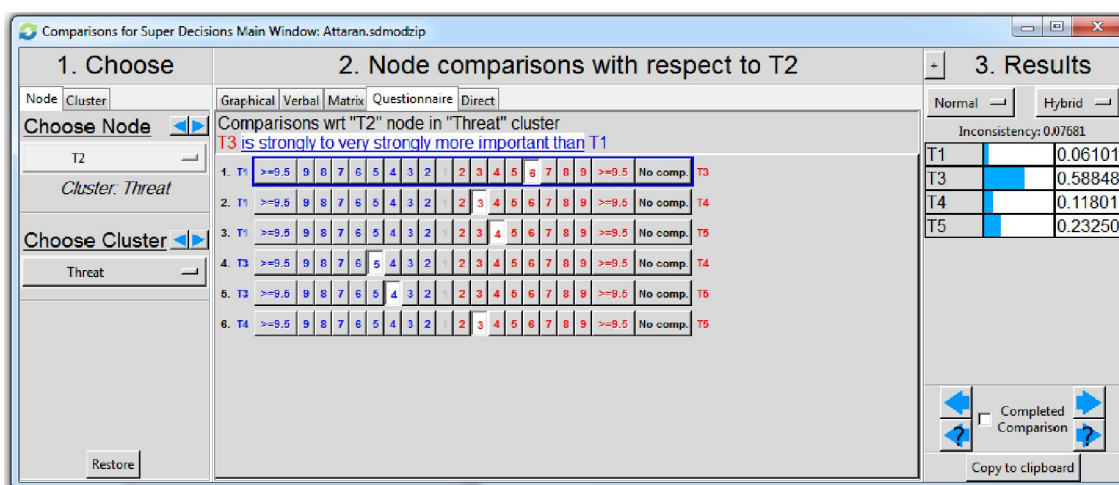 Comparisons for Super Decisions Main Window: Attaran.sdmodzip
1. Choose
Node Cluster
Choose Node
T2
Cluster: Threat
Choose Cluster
Threat
Restore
2. Node comparisons with respect to T2
Graphical Verbal Matrix Questionnaire Direct
Comparisons wrt "T2" node in "Threat" cluster
T3 is strongly to very strongly more important than T1
1. T1 >=9.5 9 8 7 6 5 4 3 2 1 2 3 4 5 6 7 8 9 >=9.5 No comp. T3
2. T1 >=9.5 9 8 7 6 5 4 3 2 1 2 3 4 5 6 7 8 9 >=9.5 No comp. T4
3. T1 >=9.5 9 8 7 6 5 4 3 2 1 2 3 4 5 6 7 8 9 >=9.5 No comp. T5
4. T3 >=9.5 9 8 7 6 5 4 3 2 1 2 3 4 5 6 7 8 9 >=9.5 No comp. T4
5. T3 >=9.5 9 8 7 6 5 4 3 2 1 2 3 4 5 6 7 8 9 >=9.5 No comp. T5
6. T4 >=9.5 9 8 7 6 5 4 3 2 1 2 3 4 5 6 7 8 9 >=9.5 No comp. T5
+ 3. Results
Normal Hybrid
Inconsistency: 0.07681
T1 0.06101
T3 0.58848
T4 0.11801
T5 0.23250
Completed
Comparison
? ?
Copy to clipboard